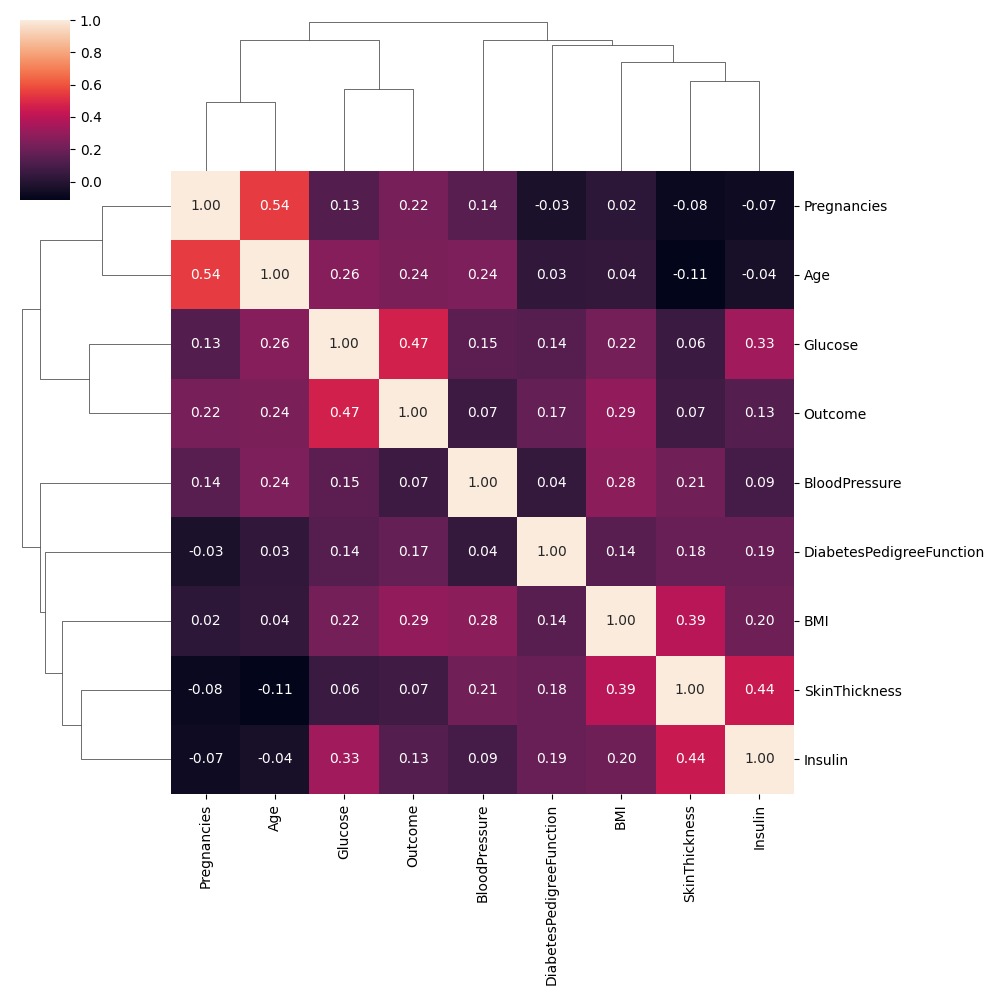 1.0
0.8
0.6
0.4
0.2
0.0
1.00 0.54 0.13 0.22 0.14 -0.03 0.02 -0.08 -0.07 Pregnancies
0.54 1.00 0.26 0.24 0.24 0.03 0.04 -0.11 -0.04 Age
0.13 0.26 1.00 0.47 0.15 0.14 0.22 0.06 0.33 Glucose
0.22 0.24 0.47 1.00 0.07 0.17 0.29 0.07 0.13 Outcome
0.14 0.24 0.15 0.07 1.00 0.04 0.28 0.21 0.09 BloodPressure
-0.03 0.03 0.14 0.17 0.04 1.00 0.14 0.18 0.19 DiabetesPedigreeFunction
0.02 0.04 0.22 0.29 0.28 0.14 1.00 0.39 0.20 BMI
-0.08 -0.11 0.06 0.07 0.21 0.18 0.39 1.00 0.44 SkinThickness
-0.07 -0.04 0.33 0.13 0.09 0.19 0.20 0.44 1.00 Insulin
Pregnancies
Age
Glucose
Outcome
BloodPressure
DiabetesPedigreeFunction
BMI
SkinThickness
Insulin